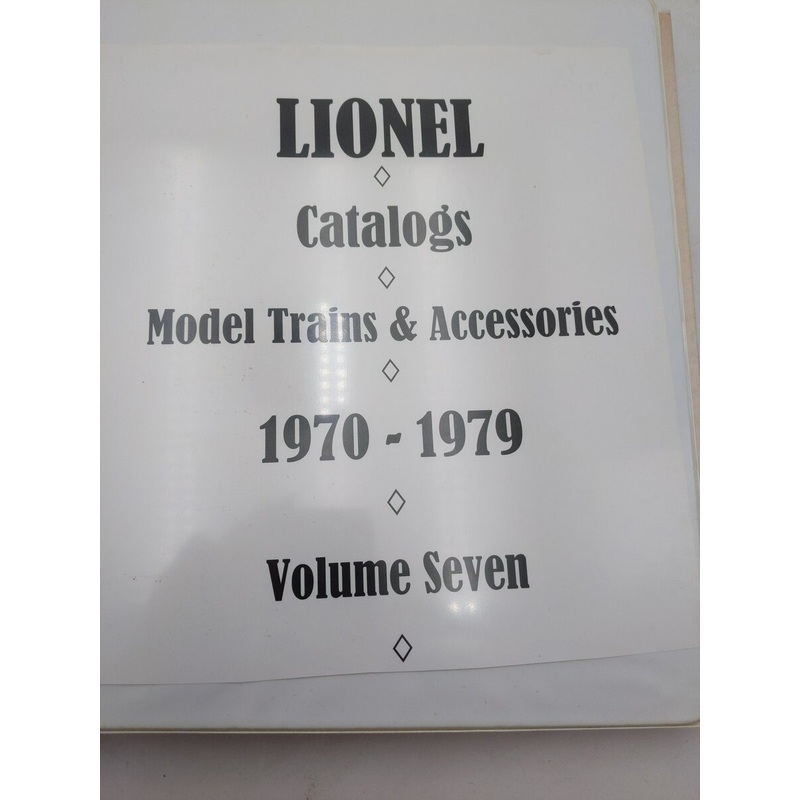 LIONEL
Catalogs
Model Trains & Accessories
1970 - 1979
Volume Seven